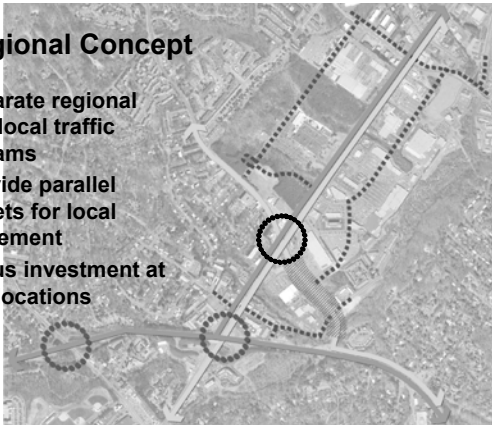 gional Concept
arate regional
local traffic
ams
ide parallel
ets for local
ement
us investment at
ocations